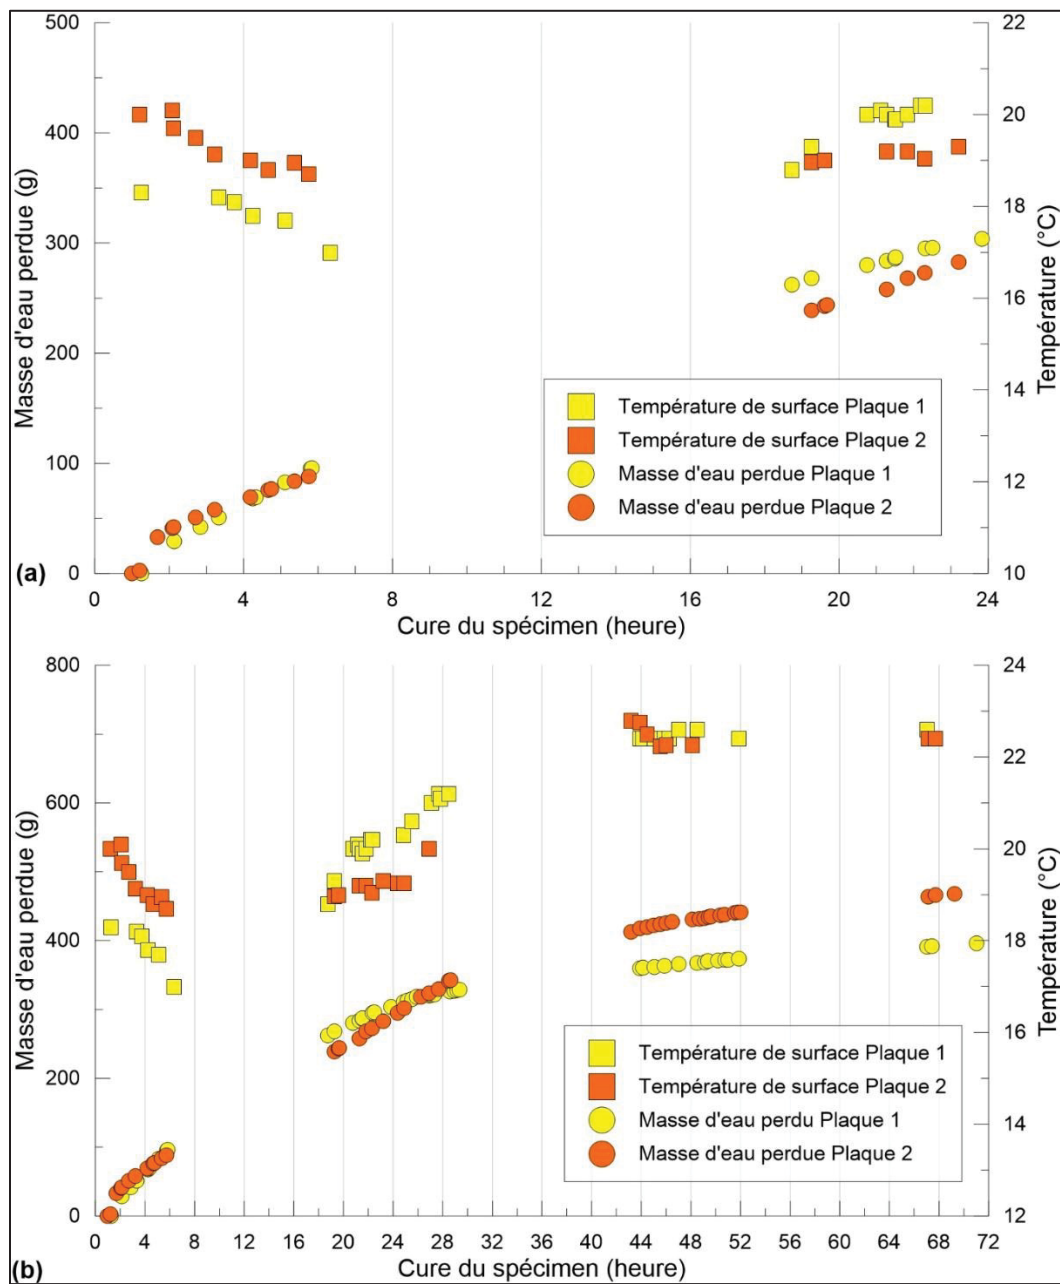 500
400
300
200
100
0
Masse d'eau perdue (g)
22
20
18
16
14
12
10
Température (°C)
Température de surface Plaque 1
Température de surface Plaque 2
Masse d'eau perdue Plaque 1
Masse d'eau perdue Plaque 2
(a)
0 4 8 12 16 20 24
Cure du spécimen (heure)
800
600
400
200
0
Masse d'eau perdue (g)
24
22
20
18
16
14
12
Température (°C)
Température de surface Plaque 1
Température de surface Plaque 2
Masse d'eau perdu Plaque 1
Masse d'eau perdue Plaque 2
0 4 8 12 16 20 24 28 32 36 40 44 48 52 56 60 64 68 72
(b)
Cure du spécimen (heure)